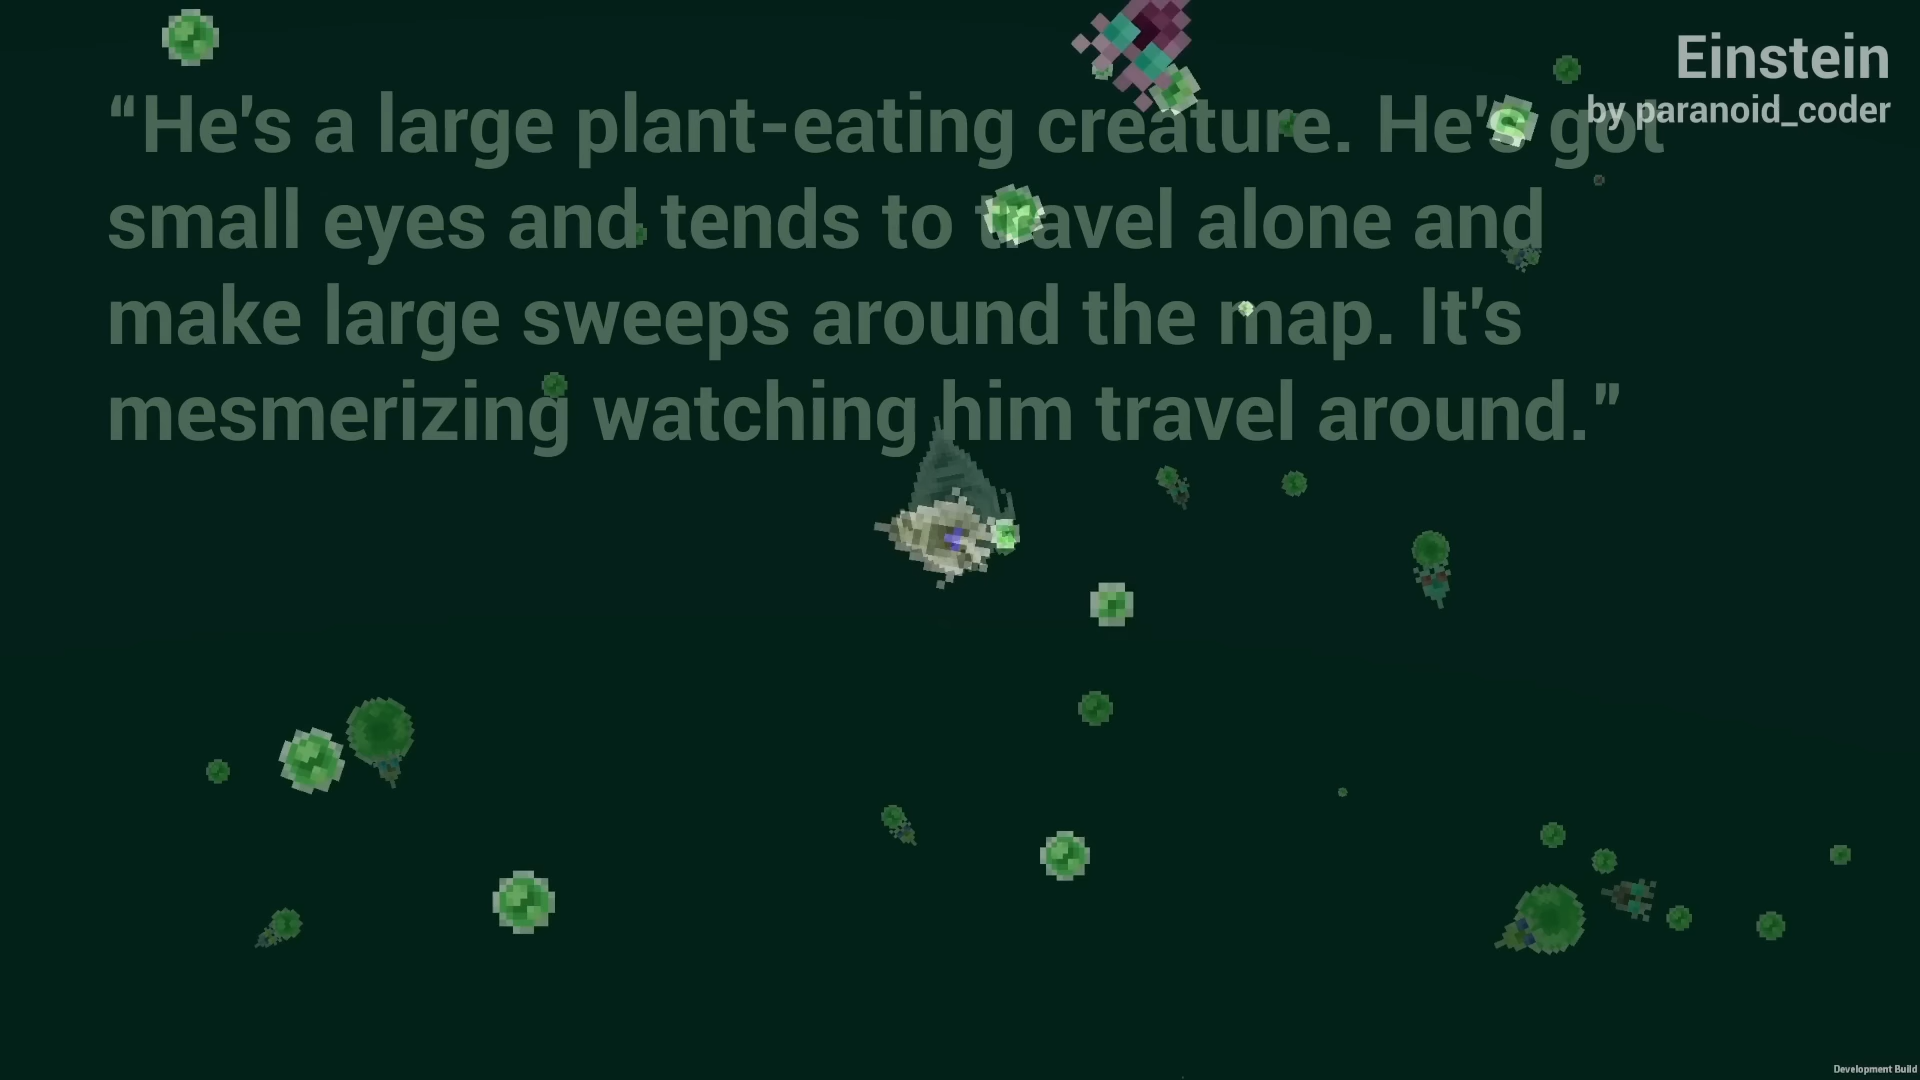 Einstein
by paranoid_coder
“He's a large plant-eating creature. He's got
small eyes and tends to travel alone and
make large sweeps around the map. It's
mesmerizing watching him travel around.”
Development Build